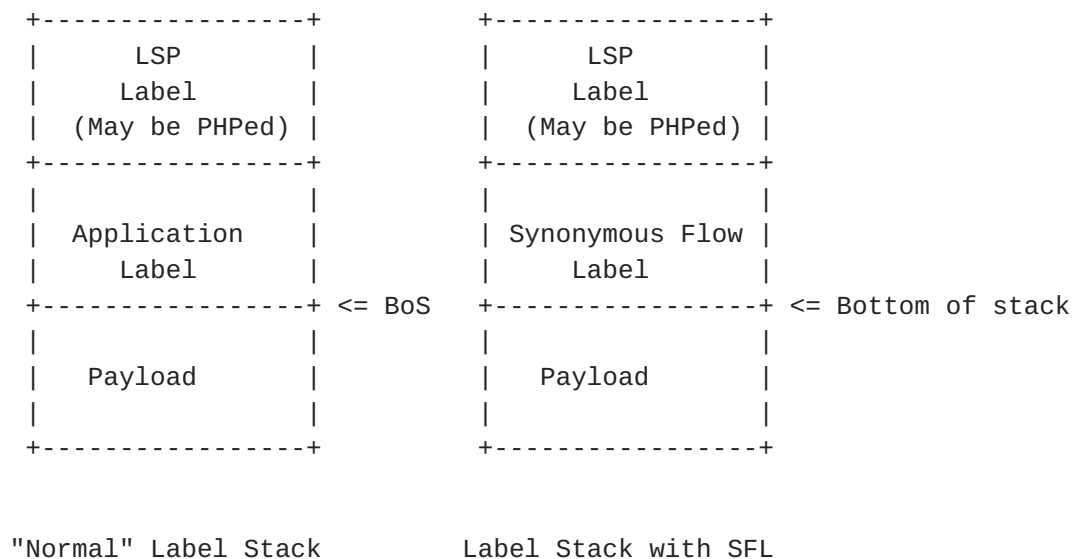 +-----------------+          +-----------------+
|      LSP        |          |      LSP        |
|     Label       |          |     Label       |
|  (May be PHPed) |          |  (May be PHPed) |
+-----------------+          +-----------------+
|                 |          |                 |
|  Application    |          | Synonymous Flow |
|     Label       |          |     Label       |
+-----------------+ <= BoS   +-----------------+ <= Bottom of stack
|                 |          |                 |
|   Payload       |          |   Payload       |
|                 |          |                 |
+-----------------+          +-----------------+
"Normal" Label Stack         Label Stack with SFL